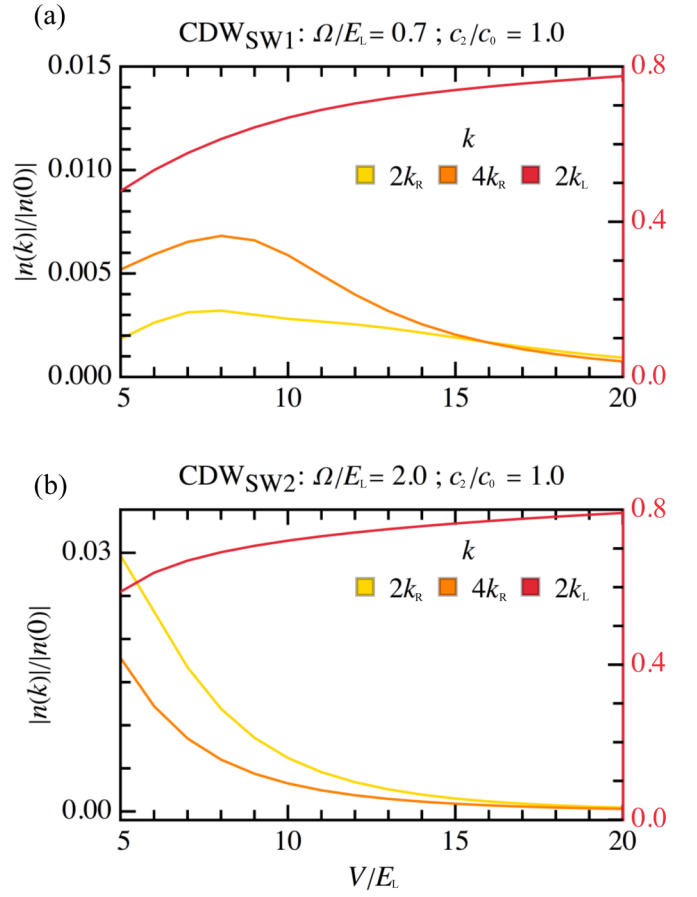 (a)
CDW_SW1: Ω/E_L = 0.7 ; c_2/c_0 = 1.0
0.015 0.8
0.010
k
2k_R 4k_R 2k_L
0.4
|n(k)|/|n(0)|
0.005
0.000 0.0
5 10 15 20
(b)
CDW_SW2: Ω/E_L = 2.0 ; c_2/c_0 = 1.0
0.8
0.03
k
2k_R 4k_R 2k_L
0.4
|n(k)|/|n(0)|
0.00 0.0
5 10 15 20
V/E_L